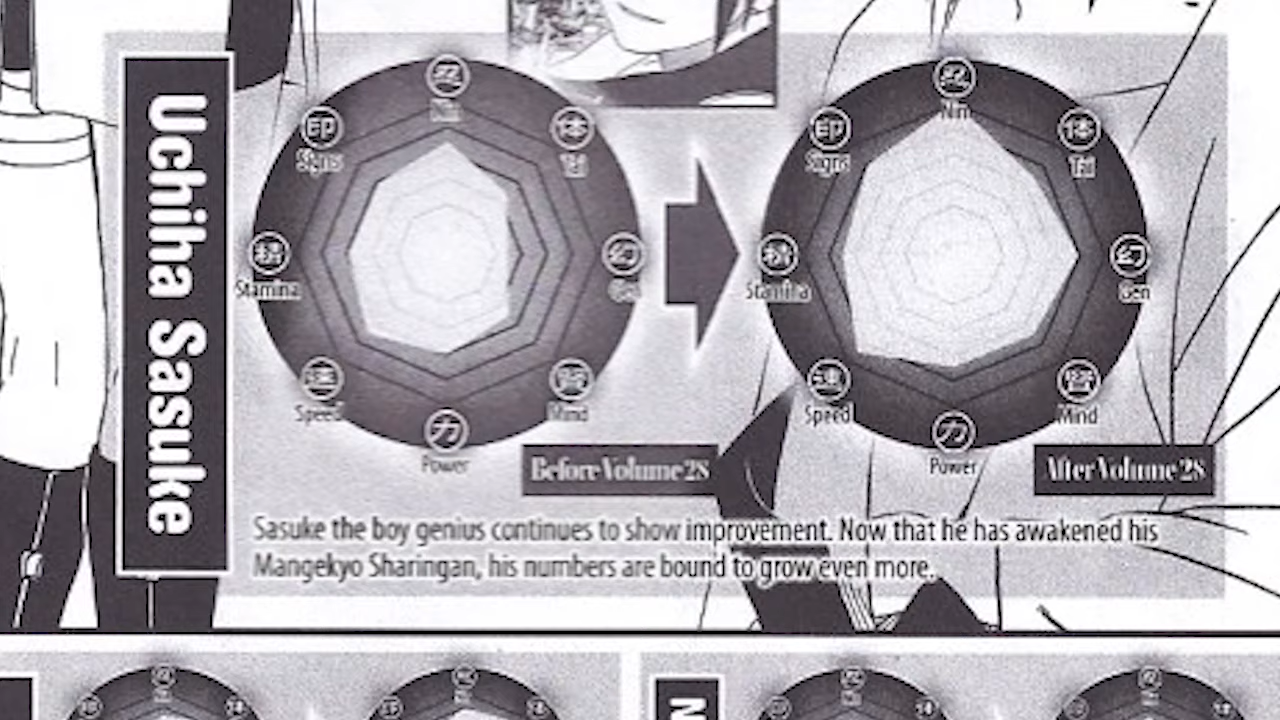 Uchiha Sasuke
忍
Nin
体
Tai
幻
Gen
賢
Mind
力
Power
速
Speed
精
Stamina
印
Signs
Before Volume 28
忍
Nin
体
Tai
幻
Gen
賢
Mind
力
Power
速
Speed
精
Stamina
印
Signs
After Volume 28
Sasuke the boy genius continues to show improvement. Now that he has awakened his
Mangekyo Sharingan, his numbers are bound to grow even more.
N